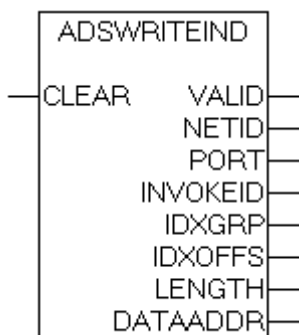 ADSWRITEIND
CLEAR VALID
NETID
PORT
INVOKEID
IDXGRP
IDXOFFS
LENGTH
DATAADDR